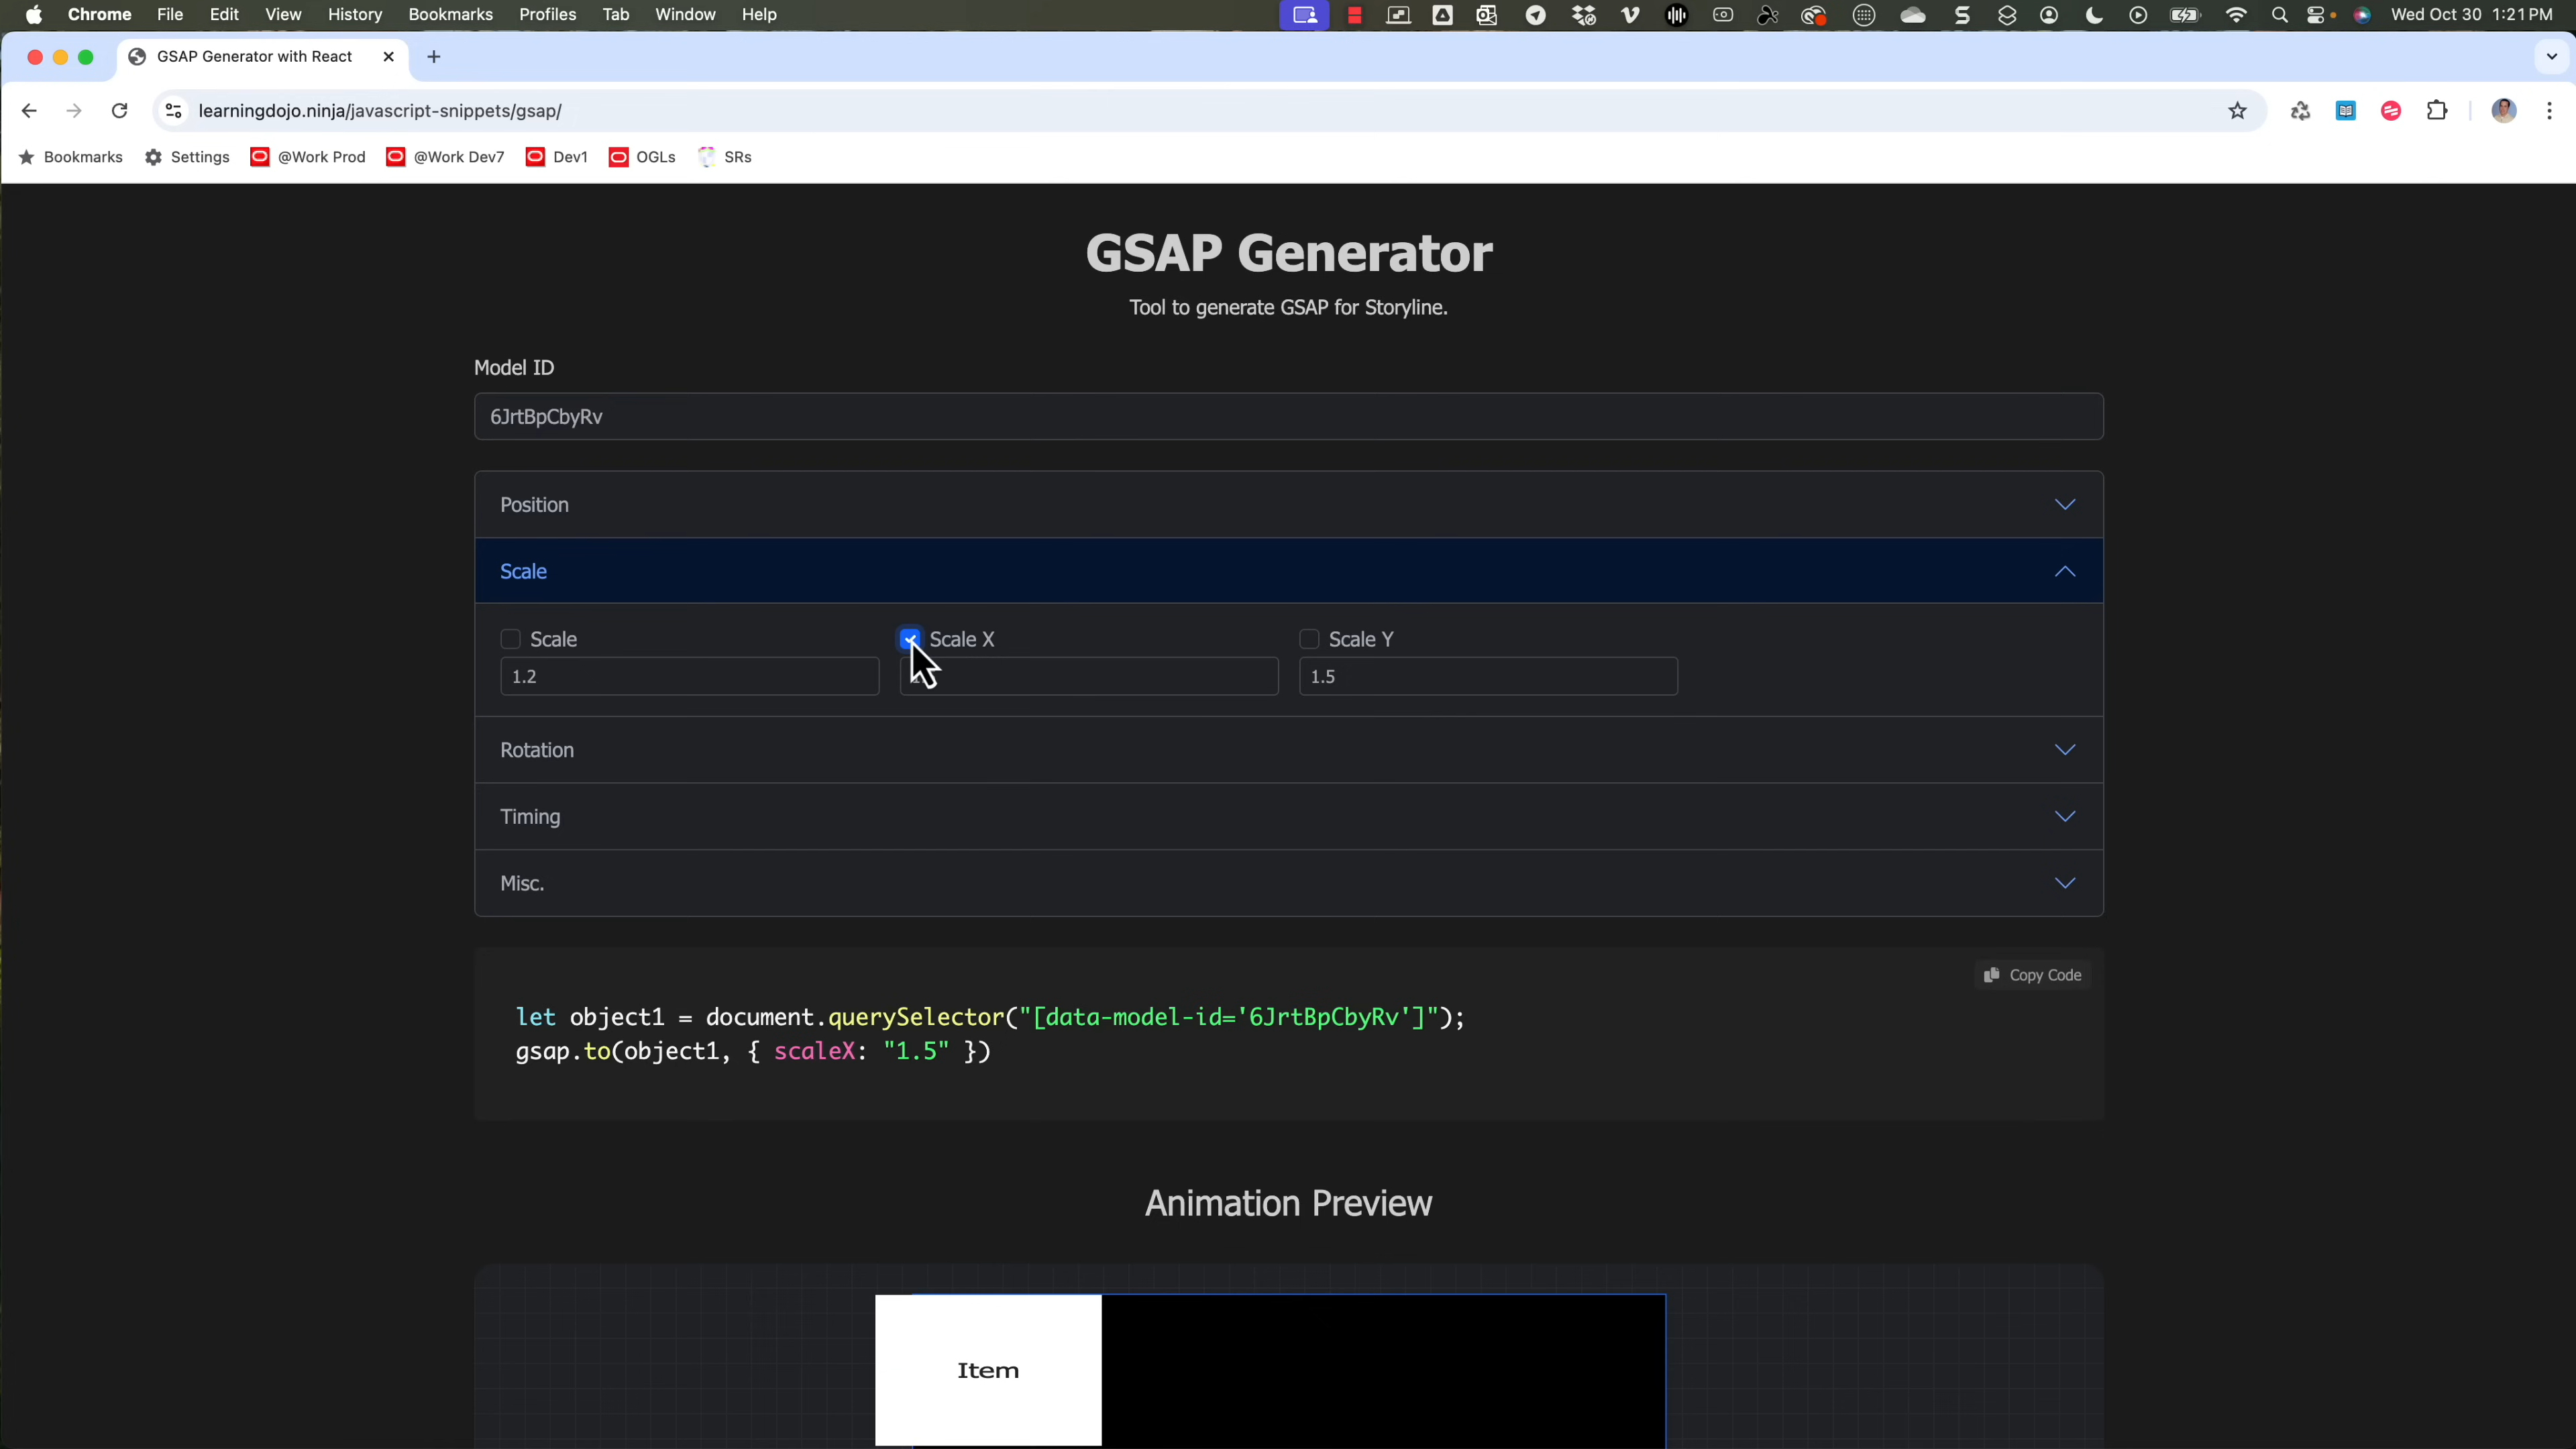 Chrome File Edit View History Bookmarks Profiles Tab Window Help Wed Oct 30 1:21 PM
GSAP Generator with React
learningdojo.ninja/javascript-snippets/gsap/
Bookmarks Settings @Work Prod @Work Dev7 Dev1 OGLs SRs
GSAP Generator
Tool to generate GSAP for Storyline.
Model ID
6JrtBpCbyRv
Position
Scale
Scale Scale X Scale Y
1.2 1.5
Rotation
Timing
Misc.
Copy Code
let object1 = document.querySelector("[data-model-id='6JrtBpCbyRv']");
gsap.to(object1, { scaleX: "1.5" })
Animation Preview
Item